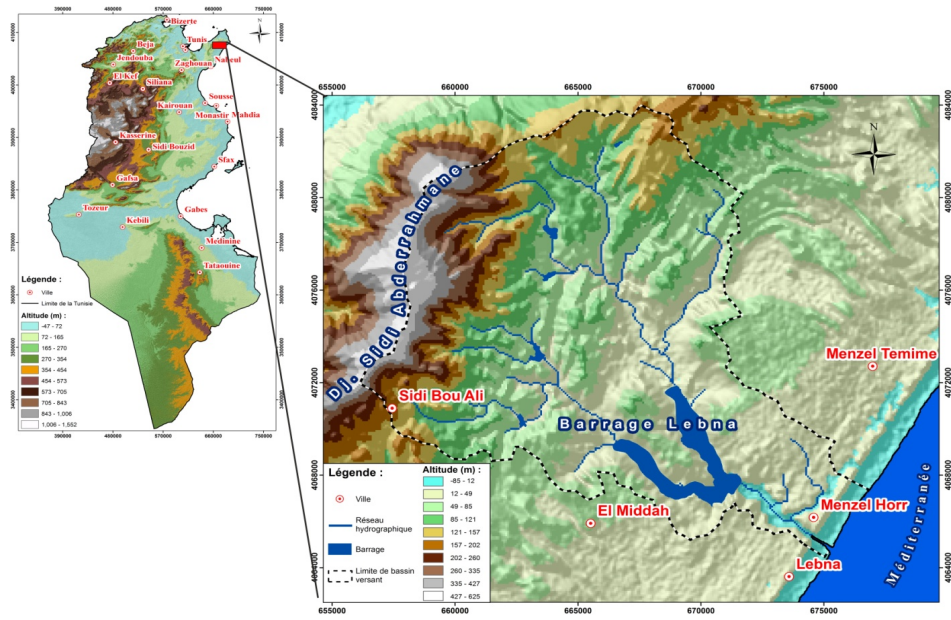 Bizerte
N
Tunis
Beja
Jendouba
Nabeul
Zaghouan
El Kef
Siliana
Sousse
Kairouan
Monastir
Mahdia
Kasserine
Sidi Bouzid
Sfax
Gafsa
Tozeur
Gabes
Kebili
Médinine
Tataouine
Légende :
Ville
Limite de la Tunisie
Altitude (m) :
-47 - 72
72 - 165
165 - 270
270 - 354
354 - 454
454 - 573
573 - 705
705 - 843
843 - 1,006
1,006 - 1,552
390000 480000 570000 660000 750000
655000 660000 665000 670000 675000
4084000
4080000
4076000
4072000
4068000
4064000
N
Dj. Sidi Abderrahmane
Menzel Temime
Sidi Bou Ali
Barrage Lebna
El Middah
Menzel Horr
Lebna
Méditerranée
Légende :
Ville
Réseau
hydrographique
Barrage
Limite de bassin
versant
Altitude (m) :
-85 - 12
12 - 49
49 - 85
85 - 121
121 - 157
157 - 202
202 - 260
260 - 335
335 - 427
427 - 625
655000 660000 665000 670000 675000